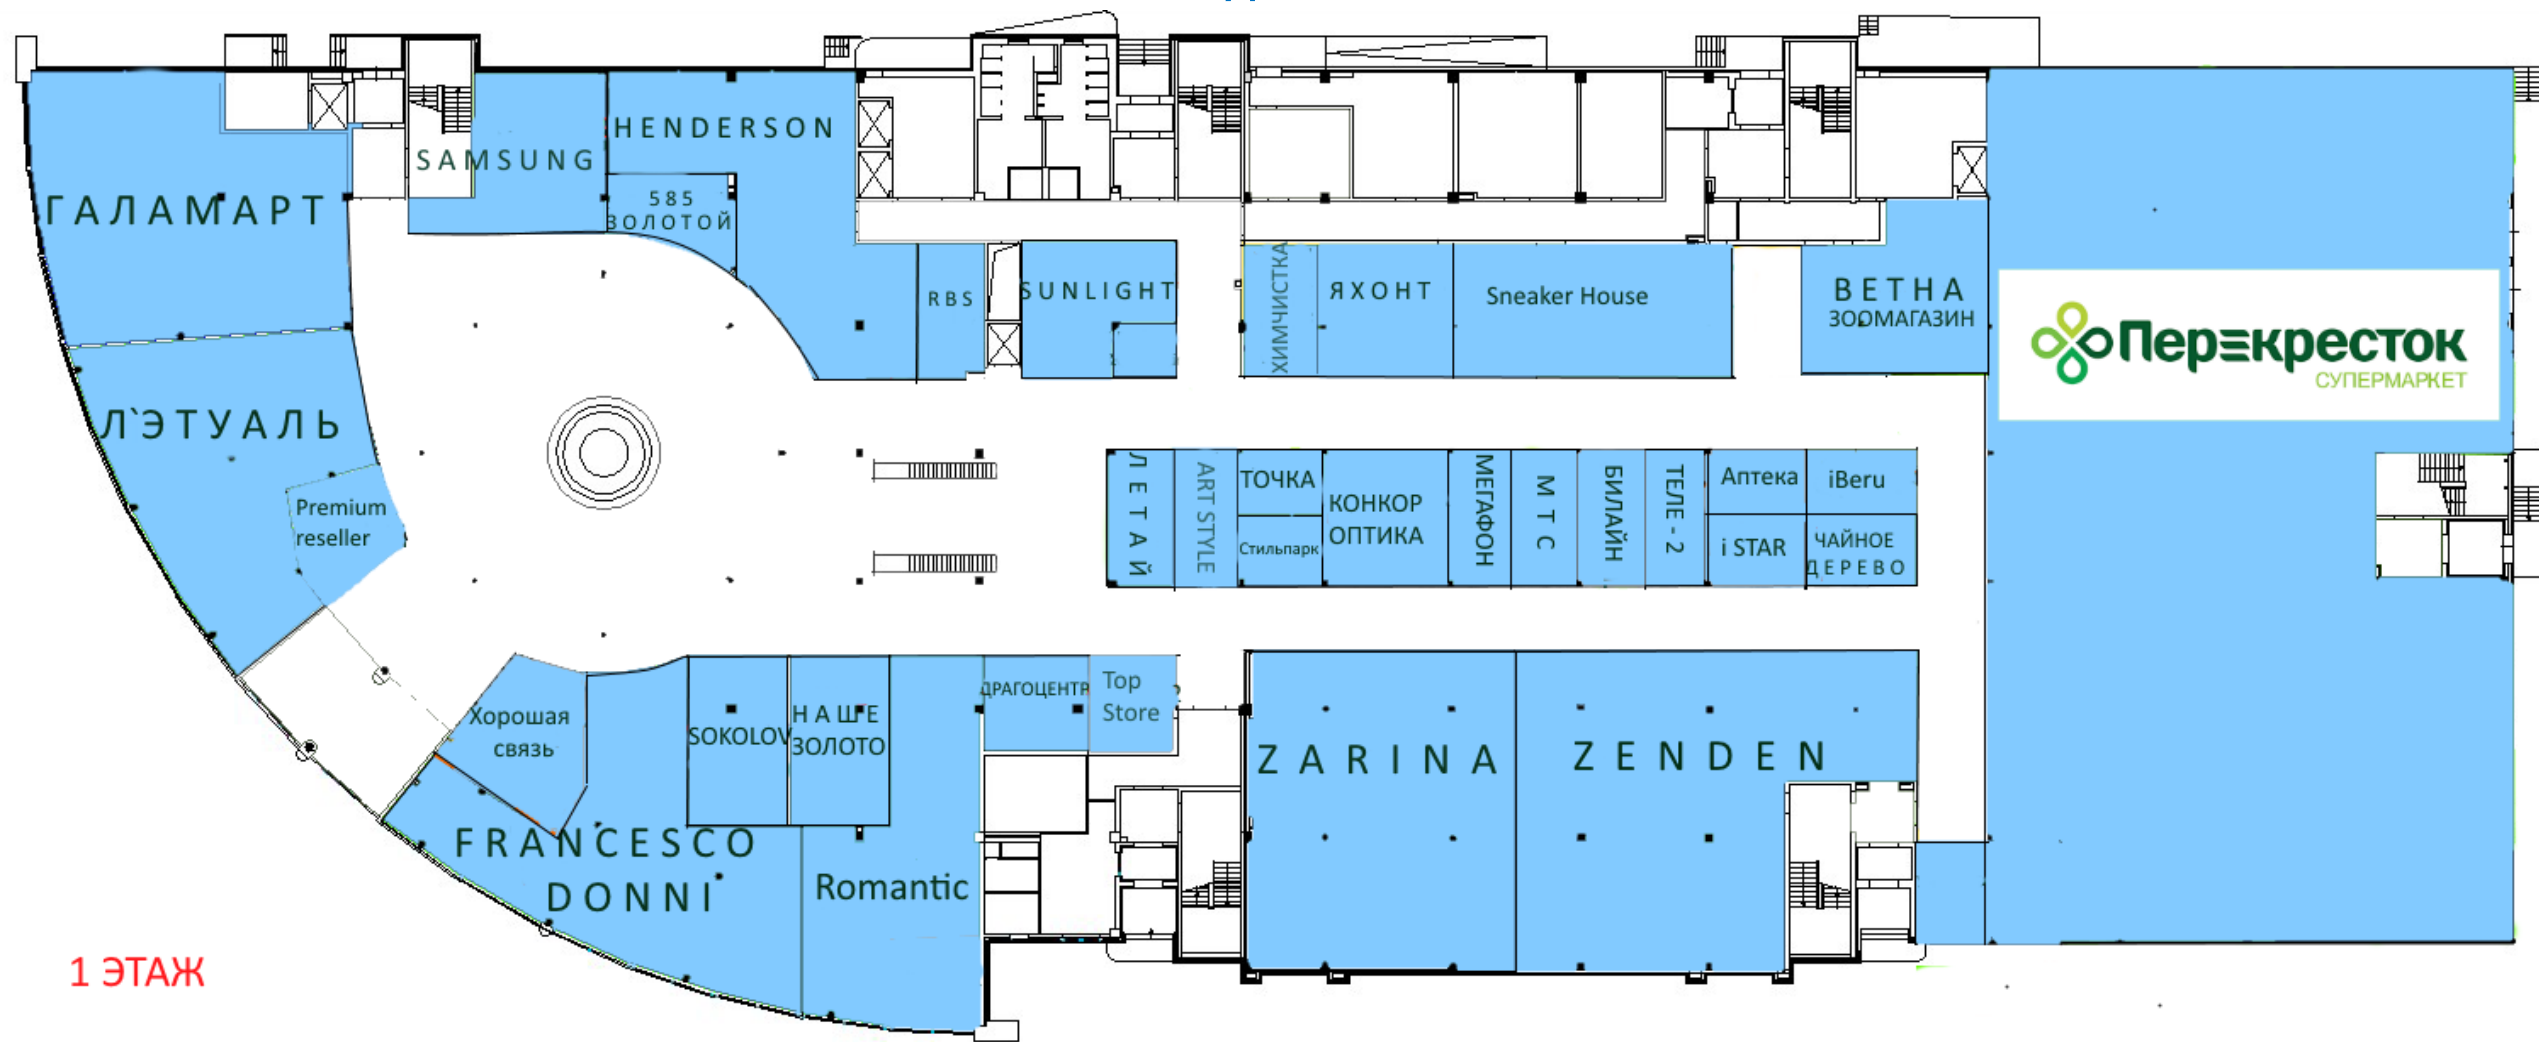 HENDERSON
SAMSUNG
ГАЛАМАРТ
585
ЗОЛОТОЙ
RBS
SUNLIGHT
ХИМЧИСТКА
ЯХОНТ
Sneaker House
ВЕТНА
ЗООМАГАЗИН
Перекресток
СУПЕРМАРКЕТ
Л`ЭТУАЛЬ
Premium
reseller
ЛЕТАЙ
ART STYLE
ТОЧКА
Стильпарк
КОНКОР
ОПТИКА
МЕГАФОН
МТС
БИЛАЙН
ТЕЛЕ-2
Аптека
iBeru
i STAR
ЧАЙНОЕ
ДЕРЕВО
Хорошая
связь
SOKOLOV
НАШЕ
ЗОЛОТО
ДРАГОЦЕНТР
Top
Store
ZARINA
ZENDEN
FRANCESCO
DONNI
Romantic
1 ЭТАЖ